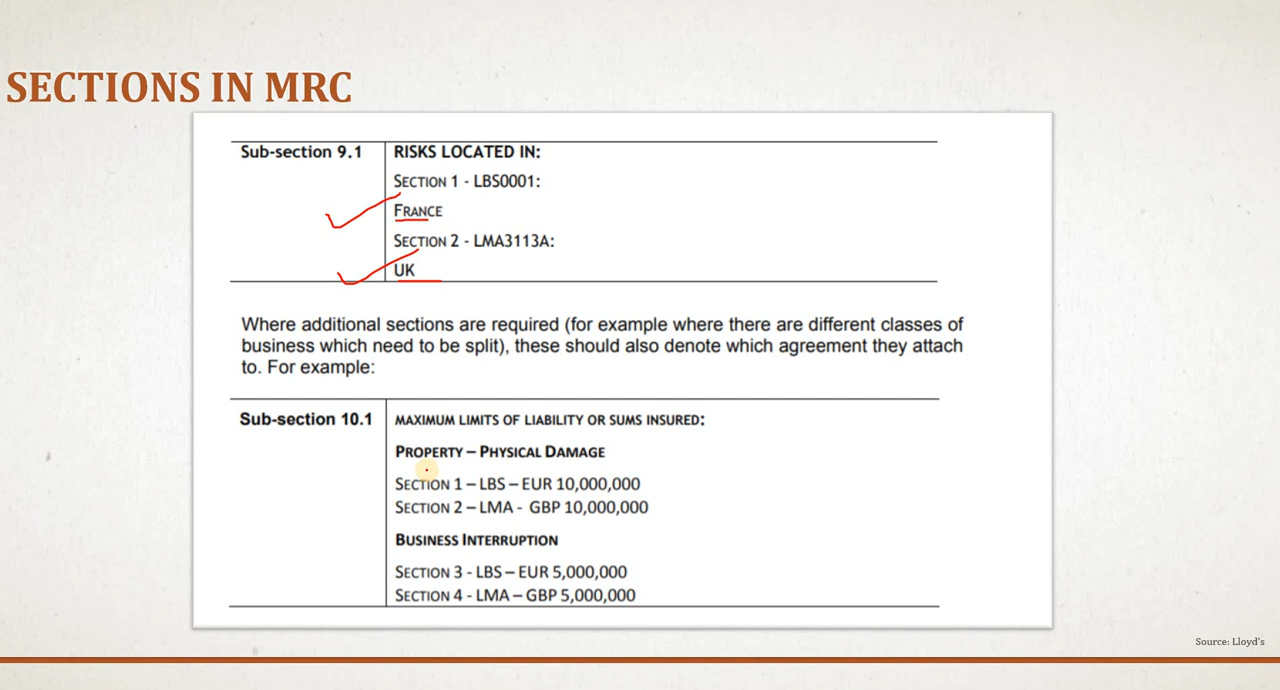 SECTIONS IN MRC
Sub-section 9.1 RISKS LOCATED IN:
SECTION 1 - LBS0001:
FRANCE
SECTION 2 - LMA3113A:
UK
Where additional sections are required (for example where there are different classes of
business which need to be split), these should also denote which agreement they attach
to. For example:
Sub-section 10.1 MAXIMUM LIMITS OF LIABILITY OR SUMS INSURED:
PROPERTY – PHYSICAL DAMAGE
SECTION 1 – LBS – EUR 10,000,000
SECTION 2 – LMA - GBP 10,000,000
BUSINESS INTERRUPTION
SECTION 3 - LBS – EUR 5,000,000
SECTION 4 - LMA – GBP 5,000,000
Source: Lloyd's